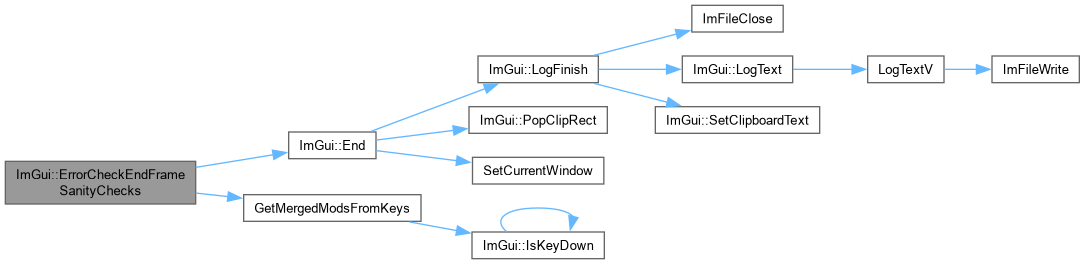 ImFileClose
ImGui::LogFinish
ImGui::LogText
LogTextV
ImFileWrite
ImGui::PopClipRect
ImGui::SetClipboardText
ImGui::End
SetCurrentWindow
ImGui::ErrorCheckEndFrame
SanityChecks
GetMergedModsFromKeys
ImGui::IsKeyDown